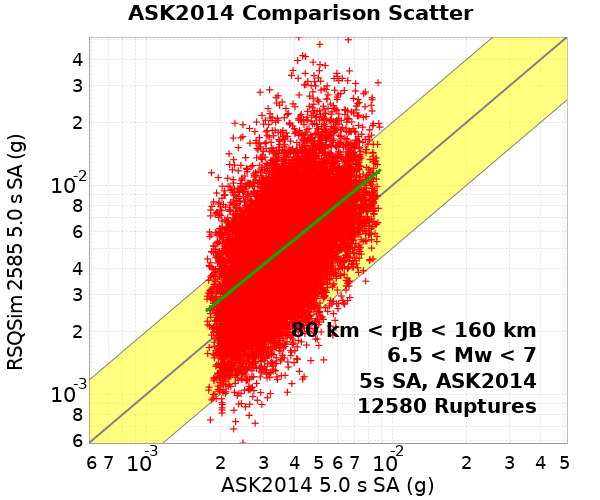 ASK2014 Comparison Scatter
RSQSim 2585 5.0 s SA (g)
4
3
2
10-2
8
6
4
3
2
10-3
8
6
80 km < rJB < 160 km
6.5 < Mw < 7
5s SA, ASK2014
12580 Ruptures
6 7 10-3 2 3 4 5 6 7 10-2 2 3 4 5
ASK2014 5.0 s SA (g)